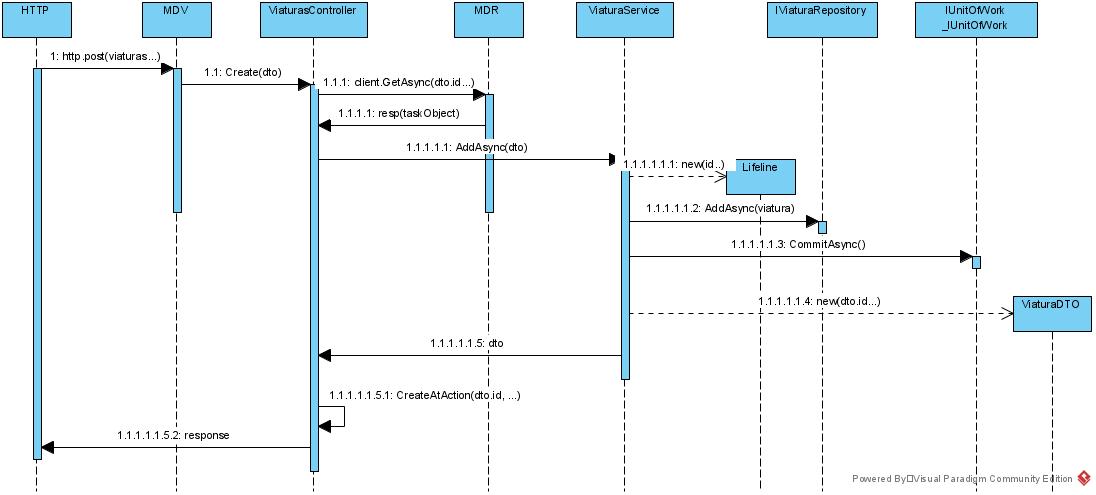 HTTP
MDV
ViaturasController
MDR
ViaturaService
IViaturaRepository
IUnitOfWork
_IUnitOfWork
1: http.post(viaturas...)
1.1: Create(dto)
1.1.1: client.GetAsync(dto.id...)
1.1.1.1: resp(taskObject)
1.1.1.1.1: AddAsync(dto)
1.1.1.1.1.1: new(id..)
Lifeline
1.1.1.1.1.2: AddAsync(viatura)
1.1.1.1.1.3: CommitAsync()
1.1.1.1.1.4: new(dto.id...)
ViaturaDTO
1.1.1.1.1.5: dto
1.1.1.1.1.5.1: CreateAtAction(dto.id, ...)
1.1.1.1.1.5.2: response
Powered By□Visual Paradigm Community Edition